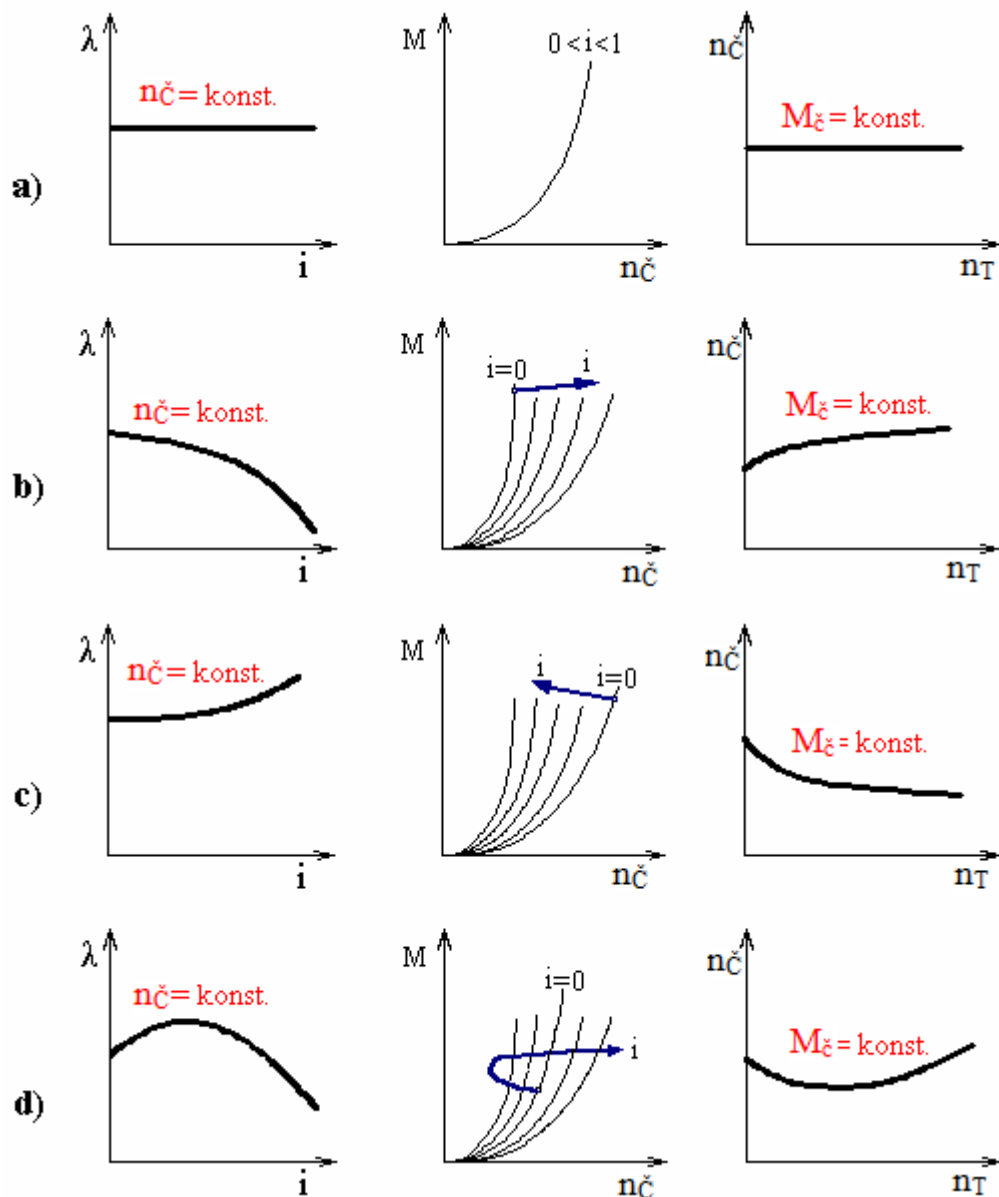 λ
nČ = konst.
i
M
0 < i < 1
nČ
nČ
Mč = konst.
nT
a)
λ
nČ = konst.
i
M
i=0
i
nČ
nČ
Mč = konst.
nT
b)
λ
nČ = konst.
i
M
i
i=0
nČ
nČ
Mč = konst.
nT
c)
λ
nČ = konst.
i
M
i=0
i
nČ
nČ
Mč = konst.
nT
d)